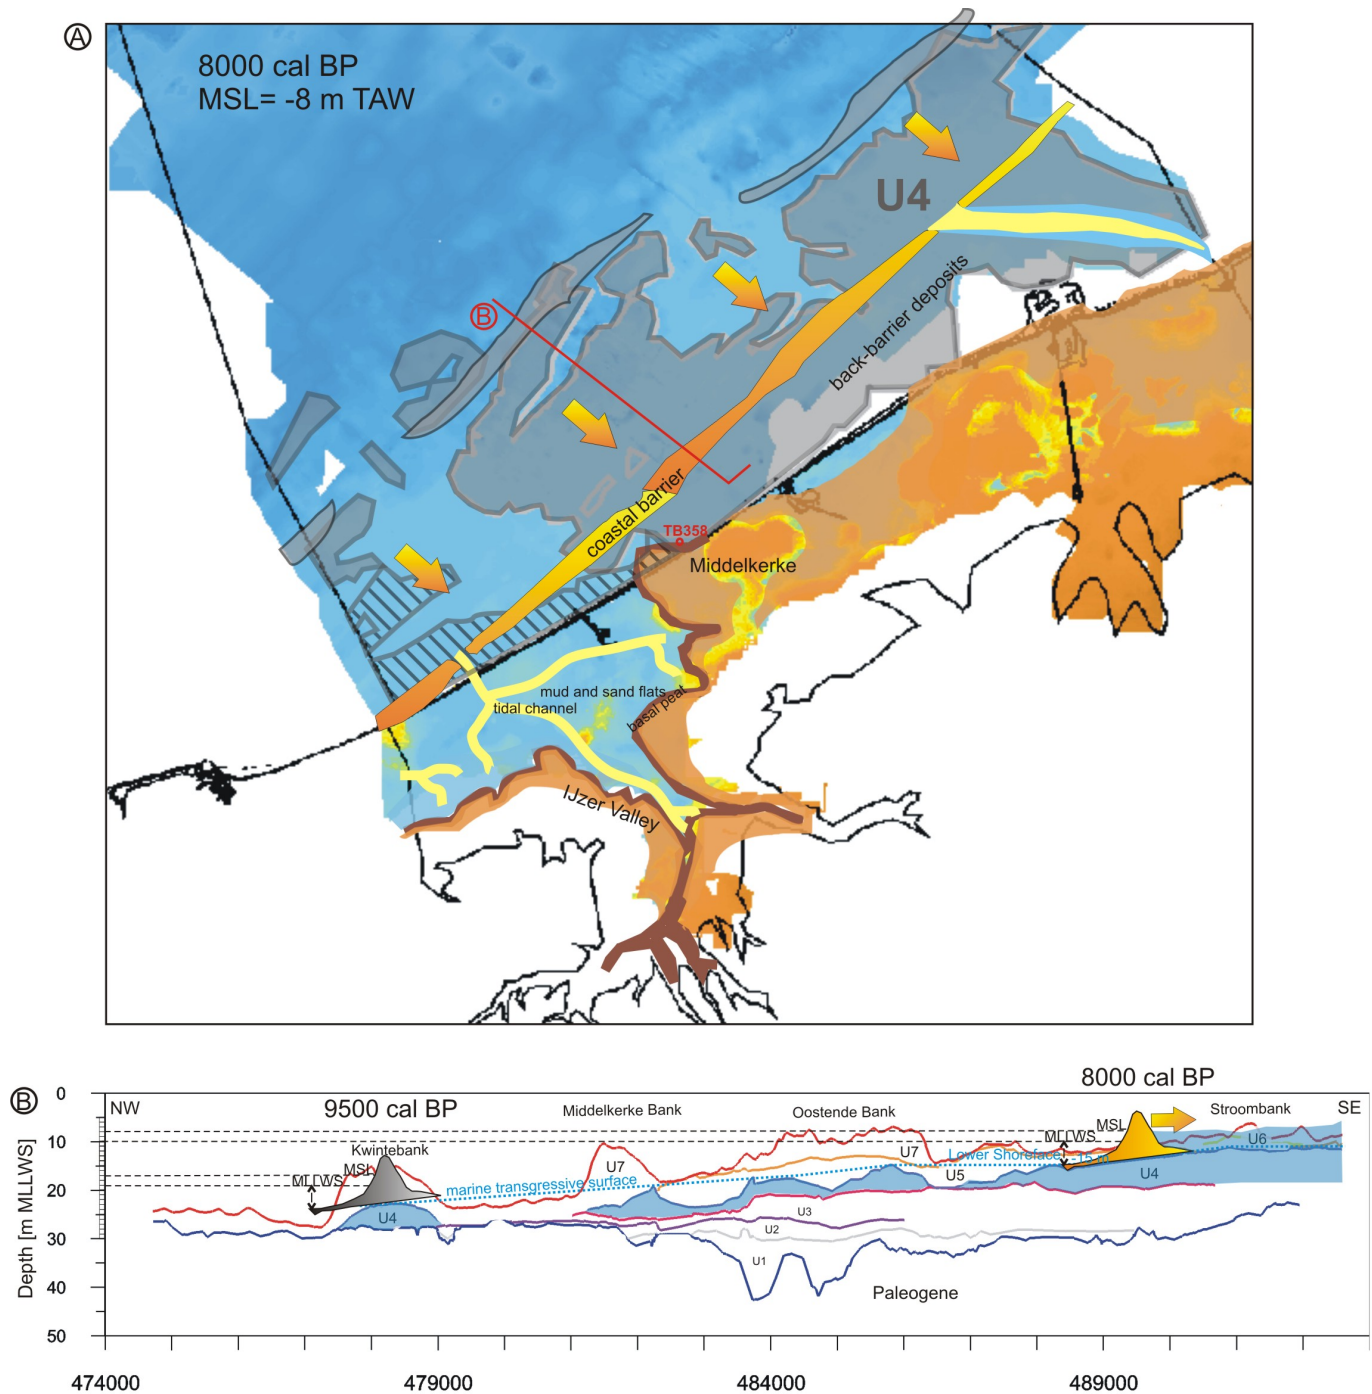 A
8000 cal BP
MSL= -8 m TAW
U4
B
back-barrier deposits
coastal barrier
TB358
Middelkerke
mud and sand flats
tidal channel
basal peat
IJzer Valley
B
NW
9500 cal BP
Middelkerke Bank
Oostende Bank
8000 cal BP
Stroombank
SE
Kwintebank
MSL
MLLWS
MSL
MLLWS
marine transgressive surface
Lower Shoreface
-15 m
U7
U7
U6
U5
U4
U4
U3
U2
U1
Paleogene
Depth [m MLLWS]
0
10
20
30
40
50
474000
479000
484000
489000